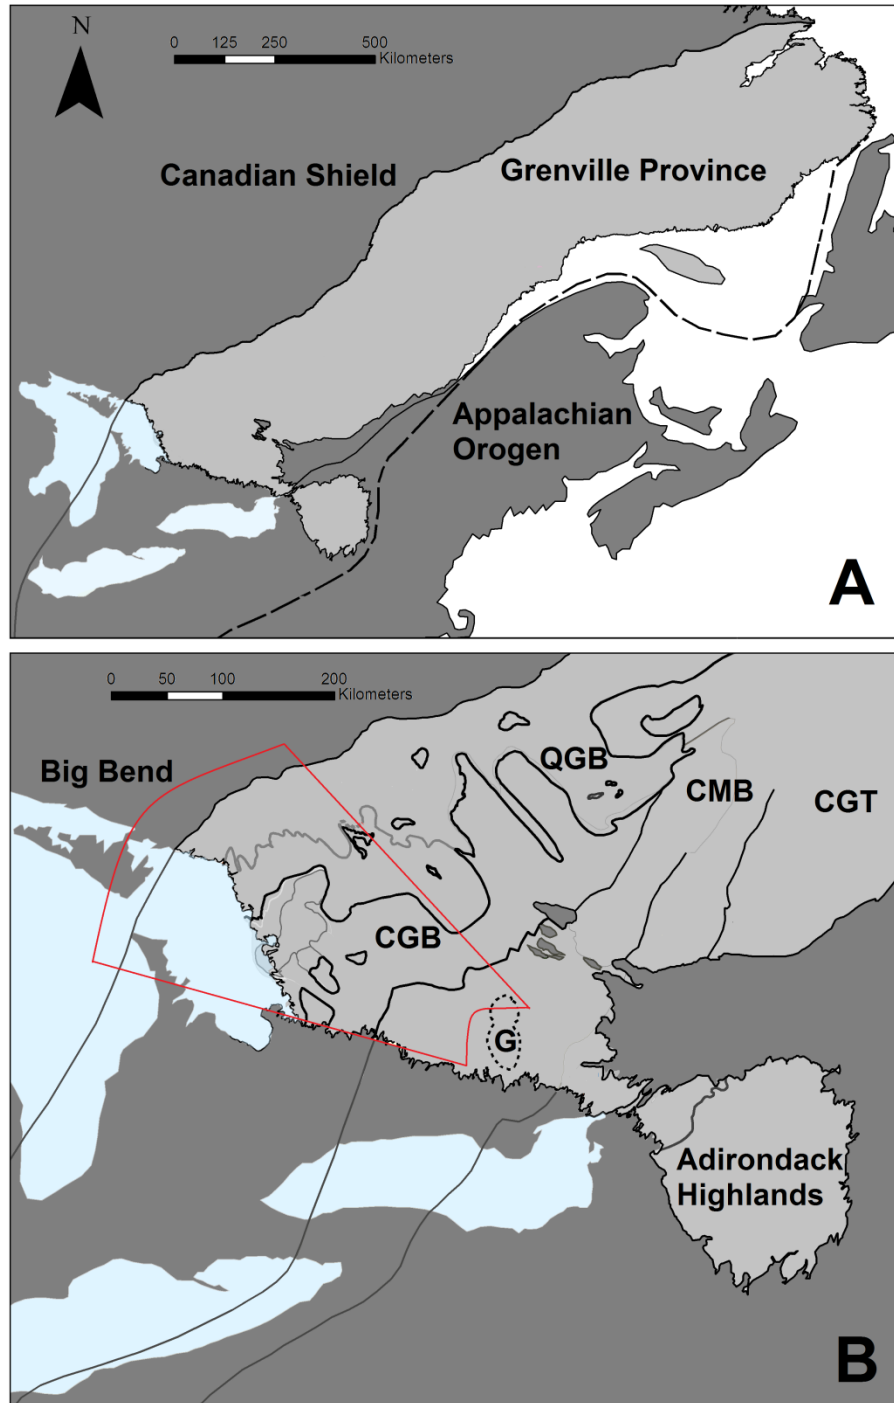 N
0 125 250 500
Kilometers
Canadian Shield
Grenville Province
Appalachian
Orogen
A
0 50 100 200
Kilometers
Big Bend
QGB
CMB
CGT
CGB
G
Adirondack
Highlands
B